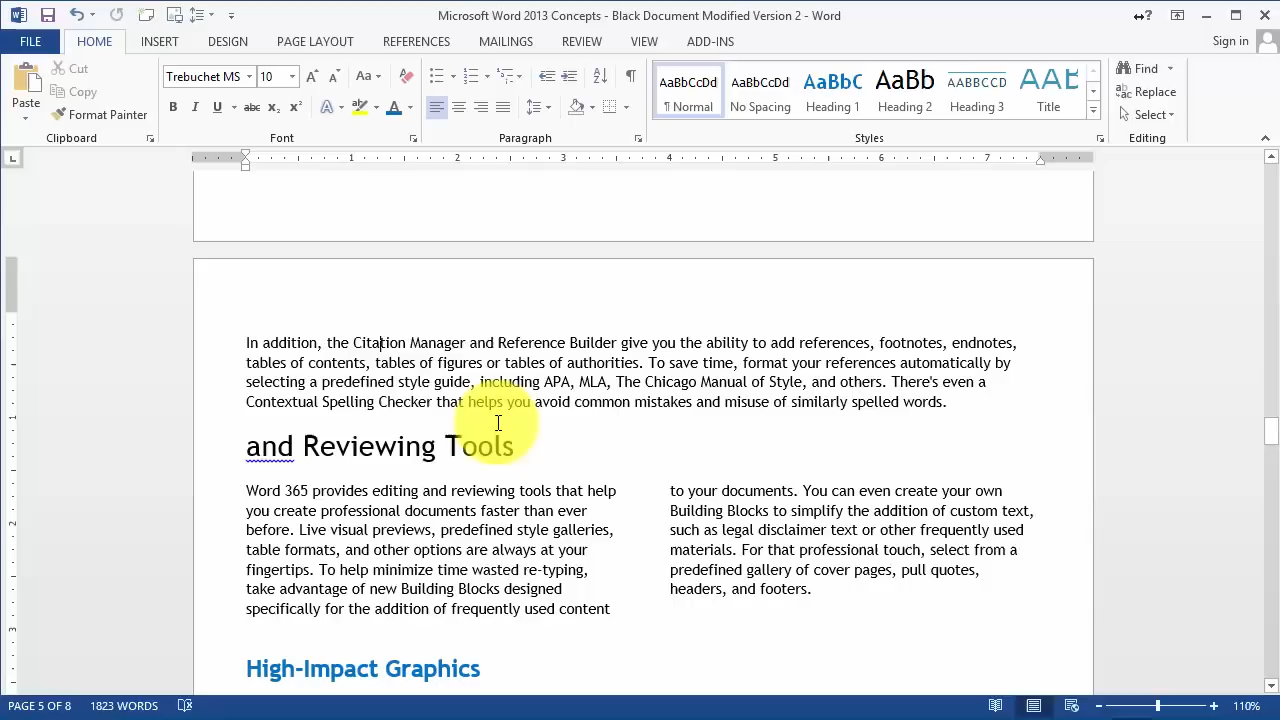 Microsoft Word 2013 Concepts - Black Document Modified Version 2 - Word
Sign in
FILE HOME INSERT DESIGN PAGE LAYOUT REFERENCES MAILINGS REVIEW VIEW ADD-INS
Paste
Cut
Copy
Format Painter
Clipboard
Trebuchet MS 10
Font
Paragraph
AaBbCcDd AaBbCcDd AaBbC AaBb AABBCCD AAB
¶ Normal No Spacing Heading 1 Heading 2 Heading 3 Title
Styles
Find
Replace
Select
Editing
1 2 3 4 5 6 7
1
2
3
In addition, the Citation Manager and Reference Builder give you the ability to add references, footnotes, endnotes,
tables of contents, tables of figures or tables of authorities. To save time, format your references automatically by
selecting a predefined style guide, including APA, MLA, The Chicago Manual of Style, and others. There's even a
Contextual Spelling Checker that helps you avoid common mistakes and misuse of similarly spelled words.
and Reviewing Tools
Word 365 provides editing and reviewing tools that help
you create professional documents faster than ever
before. Live visual previews, predefined style galleries,
table formats, and other options are always at your
fingertips. To help minimize time wasted re-typing,
take advantage of new Building Blocks designed
specifically for the addition of frequently used content
to your documents. You can even create your own
Building Blocks to simplify the addition of custom text,
such as legal disclaimer text or other frequently used
materials. For that professional touch, select from a
predefined gallery of cover pages, pull quotes,
headers, and footers.
High-Impact Graphics
PAGE 5 OF 8 1823 WORDS
110%